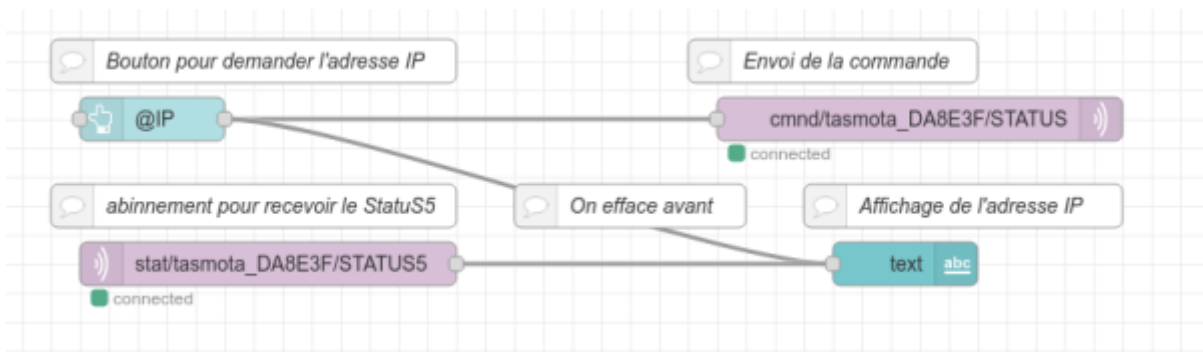 Bouton pour demander l'adresse IP
Envoi de la commande
@IP
cmnd/tasmota_DA8E3F/STATUS
connected
abinnement pour recevoir le StatuS5
On efface avant
Affichage de l'adresse IP
stat/tasmota_DA8E3F/STATUS5
text
abc
connected